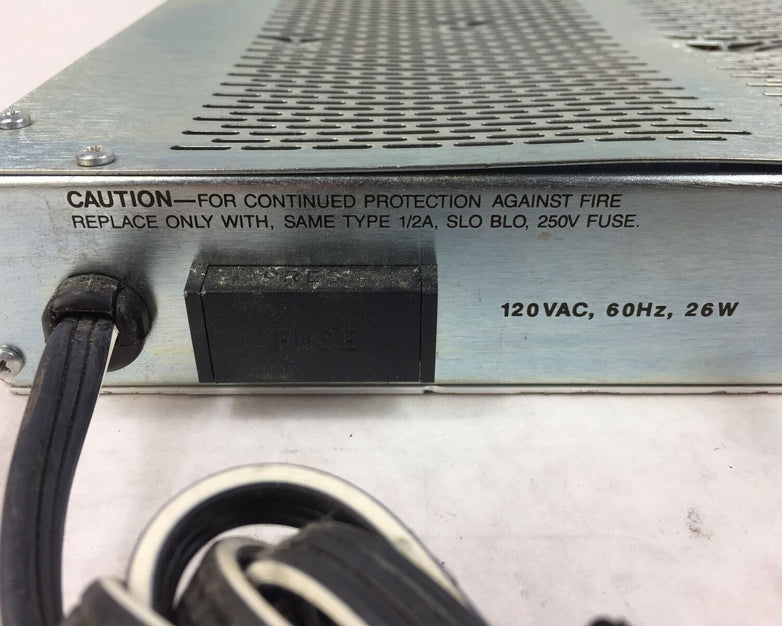 CAUTION—FOR CONTINUED PROTECTION AGAINST FIRE
REPLACE ONLY WITH, SAME TYPE 1/2A, SLO BLO, 250V FUSE.
PRESS
FUSE
120VAC, 60Hz, 26W